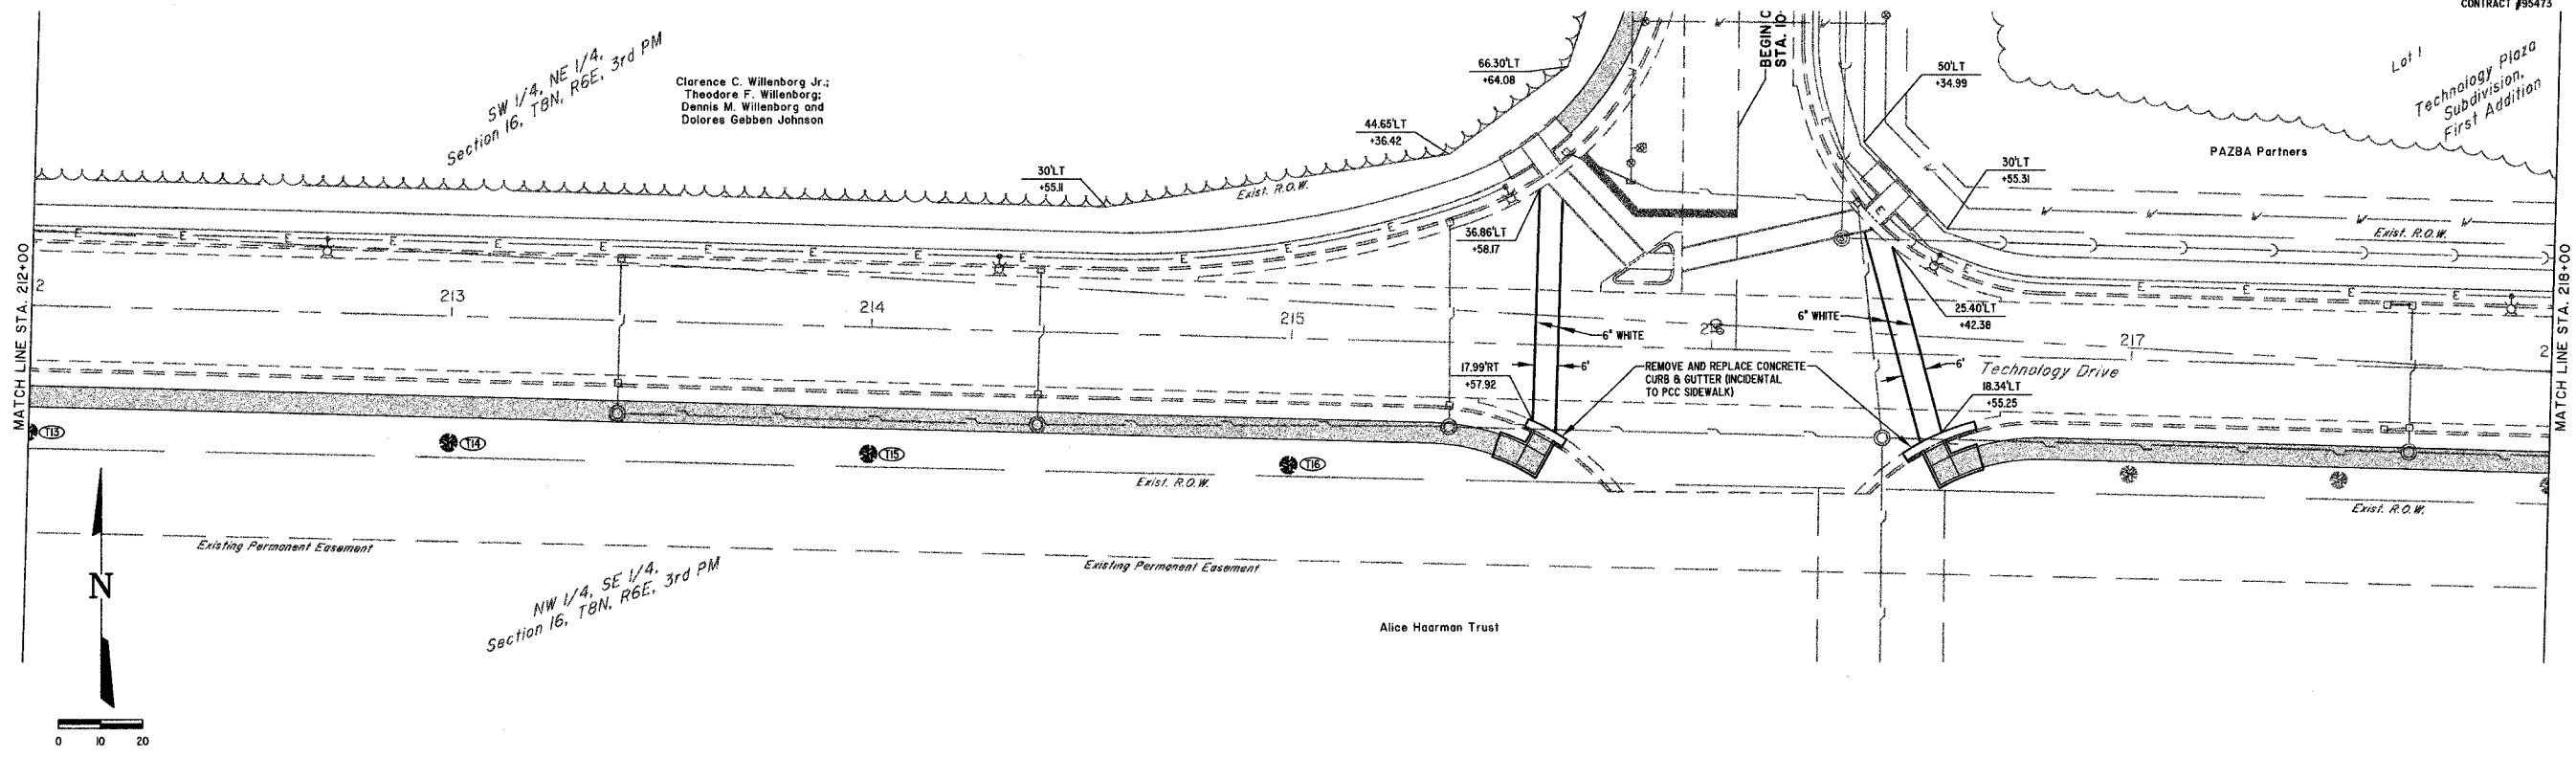 CONTRACT #95473
SW 1/4, NE 1/4,
Section 16, T8N, R6E, 3rd PM
Clarence C. Willenborg Jr.;
Theodore F. Willenborg;
Dennis M. Willenborg and
Dolores Gebben Johnson
66.30'LT
+64.08
44.65'LT
+36.42
30'LT
+55.11
Exist. R.O.W.
BEGIN C
STA. 10
50'LT
+34.99
30'LT
+55.31
Lot 1
Technology Plaza
Subdivision,
First Addition
PAZBA Partners
Exist. R.O.W.
MATCH LINE STA. 212+00
MATCH LINE STA. 218+00
36.86'LT
+58.17
25.40'LT
+42.38
2
213
214
215
216
217
2
6" WHITE
6" WHITE
6'
6'
Technology Drive
17.99'RT
+57.92
18.34'LT
+55.25
REMOVE AND REPLACE CONCRETE
CURB & GUTTER (INCIDENTAL
TO PCC SIDEWALK)
T13
T14
T15
T16
Exist. R.O.W.
Exist. R.O.W.
Existing Permanent Easement
Existing Permanent Easement
NW 1/4, SE 1/4,
Section 16, T8N, R6E, 3rd PM
Alice Haarman Trust
N
0 10 20
E E E E E E E E E E E E E
E E E E E E
W W W W W
W W